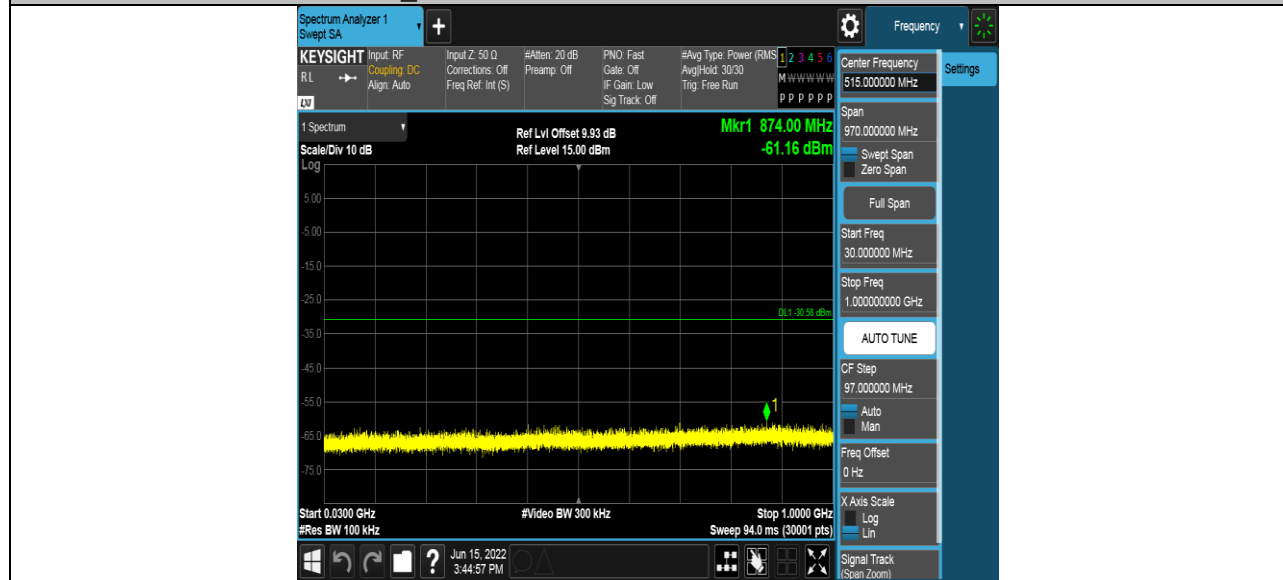 Spectrum Analyzer 1
Swept SA
+
Frequency
KEYSIGHT
RL
LXI
Input: RF
Coupling: DC
Align: Auto
Input Z: 50 Ω
Corrections: Off
Freq Ref: Int (S)
#Atten: 20 dB
Preamp: Off
PNO: Fast
Gate: Off
IF Gain: Low
Sig Track: Off
#Avg Type: Power (RMS
Avg|Hold: 30/30
Trig: Free Run
1 2 3 4 5 6
M W W W W W
P P P P P P
1 Spectrum
Scale/Div 10 dB
Ref Lvl Offset 9.93 dB
Ref Level 15.00 dBm
Mkr1 874.00 MHz
-61.16 dBm
Log
5.00
-5.00
-15.0
-25.0
DL1 -30.58 dBm
-35.0
-45.0
-55.0
1
-65.0
-75.0
Start 0.0300 GHz
#Res BW 100 kHz
#Video BW 300 kHz
Stop 1.0000 GHz
Sweep 94.0 ms (30001 pts)
?
Jun 15, 2022
3:44:57 PM
Center Frequency
515.000000 MHz
Settings
Span
970.000000 MHz
Swept Span
Zero Span
Full Span
Start Freq
30.000000 MHz
Stop Freq
1.000000000 GHz
AUTO TUNE
CF Step
97.000000 MHz
Auto
Man
Freq Offset
0 Hz
X Axis Scale
Log
Lin
Signal Track
(Span Zoom)